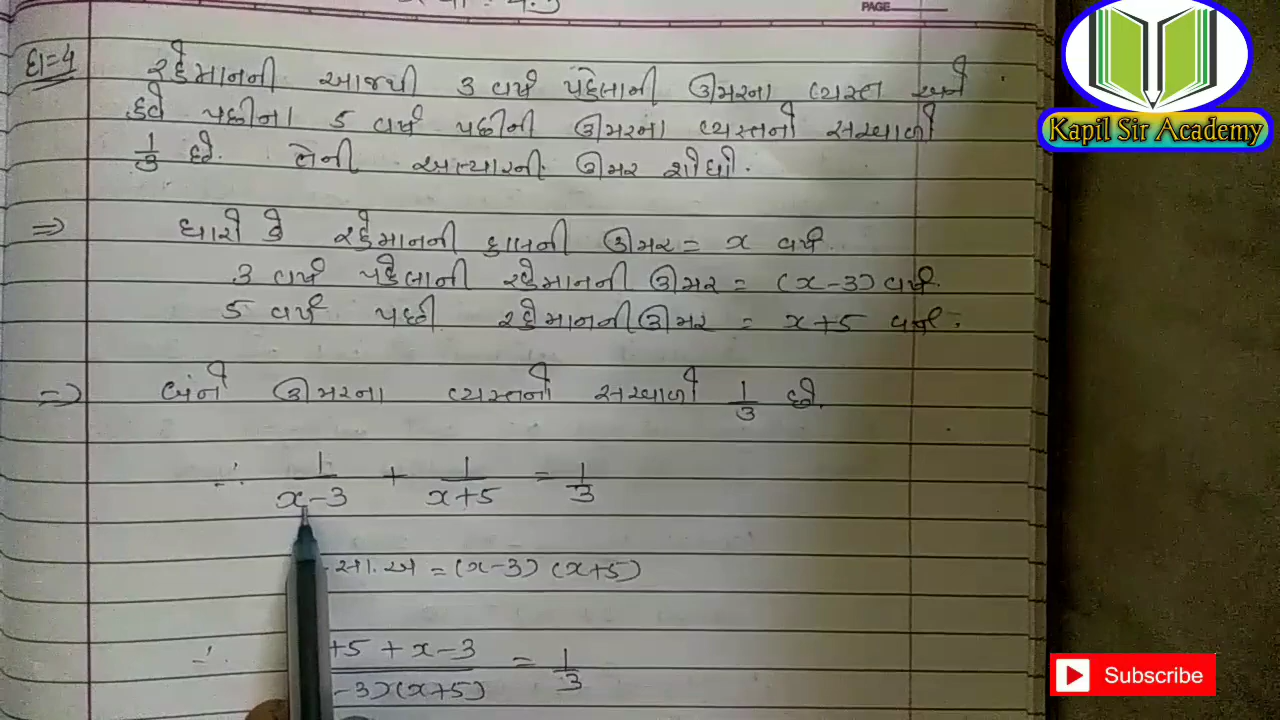 PAGE
દા=4 રહેમાનની આજથી 3 વર્ષ પહેલાની ઊંમરના વ્યસ્ત અને
હવે પછીના 5 વર્ષ પછીની ઊંમરના વ્યસ્તનો સરવાળો
1/3 છે. તેની અત્યારની ઊંમર શોધો.
⇒ ધારો કે રહેમાનની હાલની ઊંમર = x વર્ષ.
3 વર્ષ પહેલાની રહેમાનની ઊંમર = (x-3) વર્ષ.
5 વર્ષ પછી રહેમાનની ઊંમર = x+5 વર્ષ.
⇒ બંને ઊંમરના વ્યસ્તનો સરવાળો 1/3 છે.
∴ 1/x-3 + 1/x+5 = 1/3
સા.અ = (x-3) (x+5)
∴ +5 + x-3 / -3)(x+5) = 1/3
Kapil Sir Academy
Subscribe